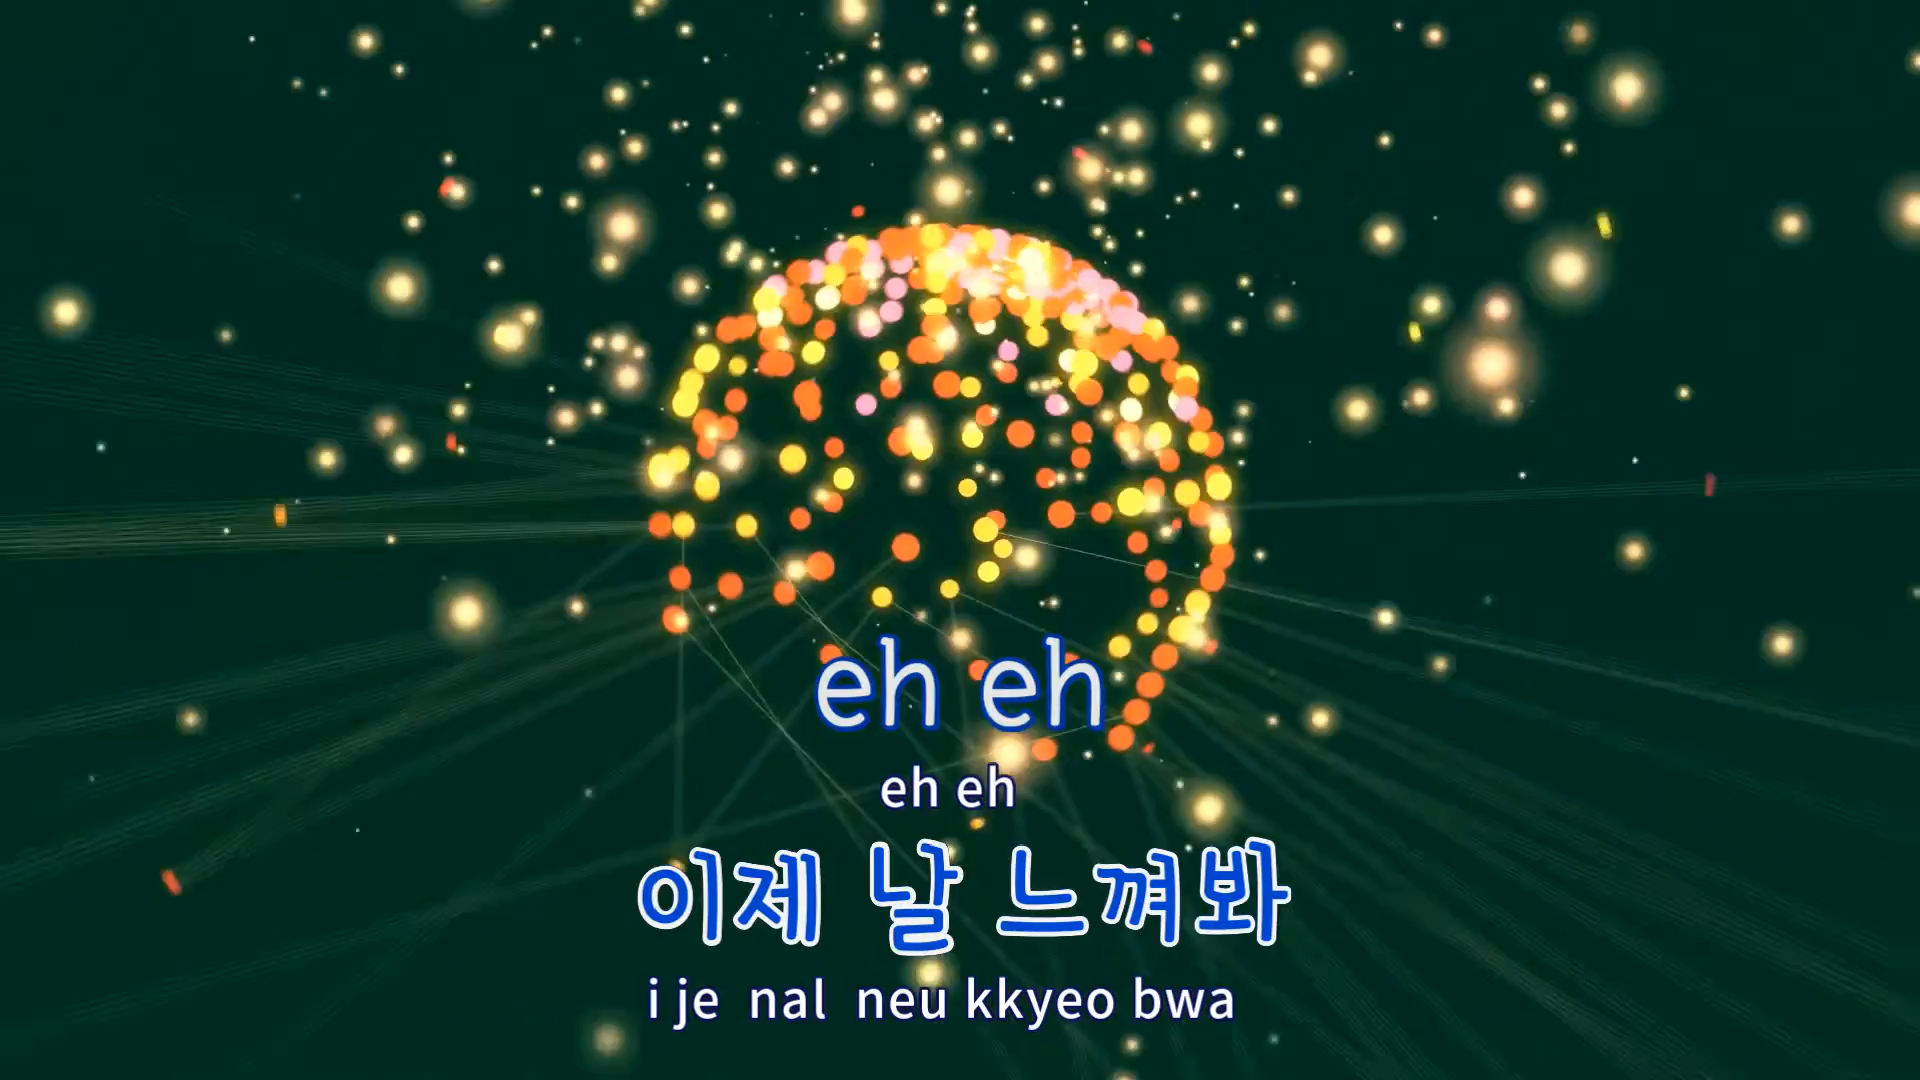 eh eh
eh eh
이제 날 느껴봐
i je nal neu kkyeo bwa